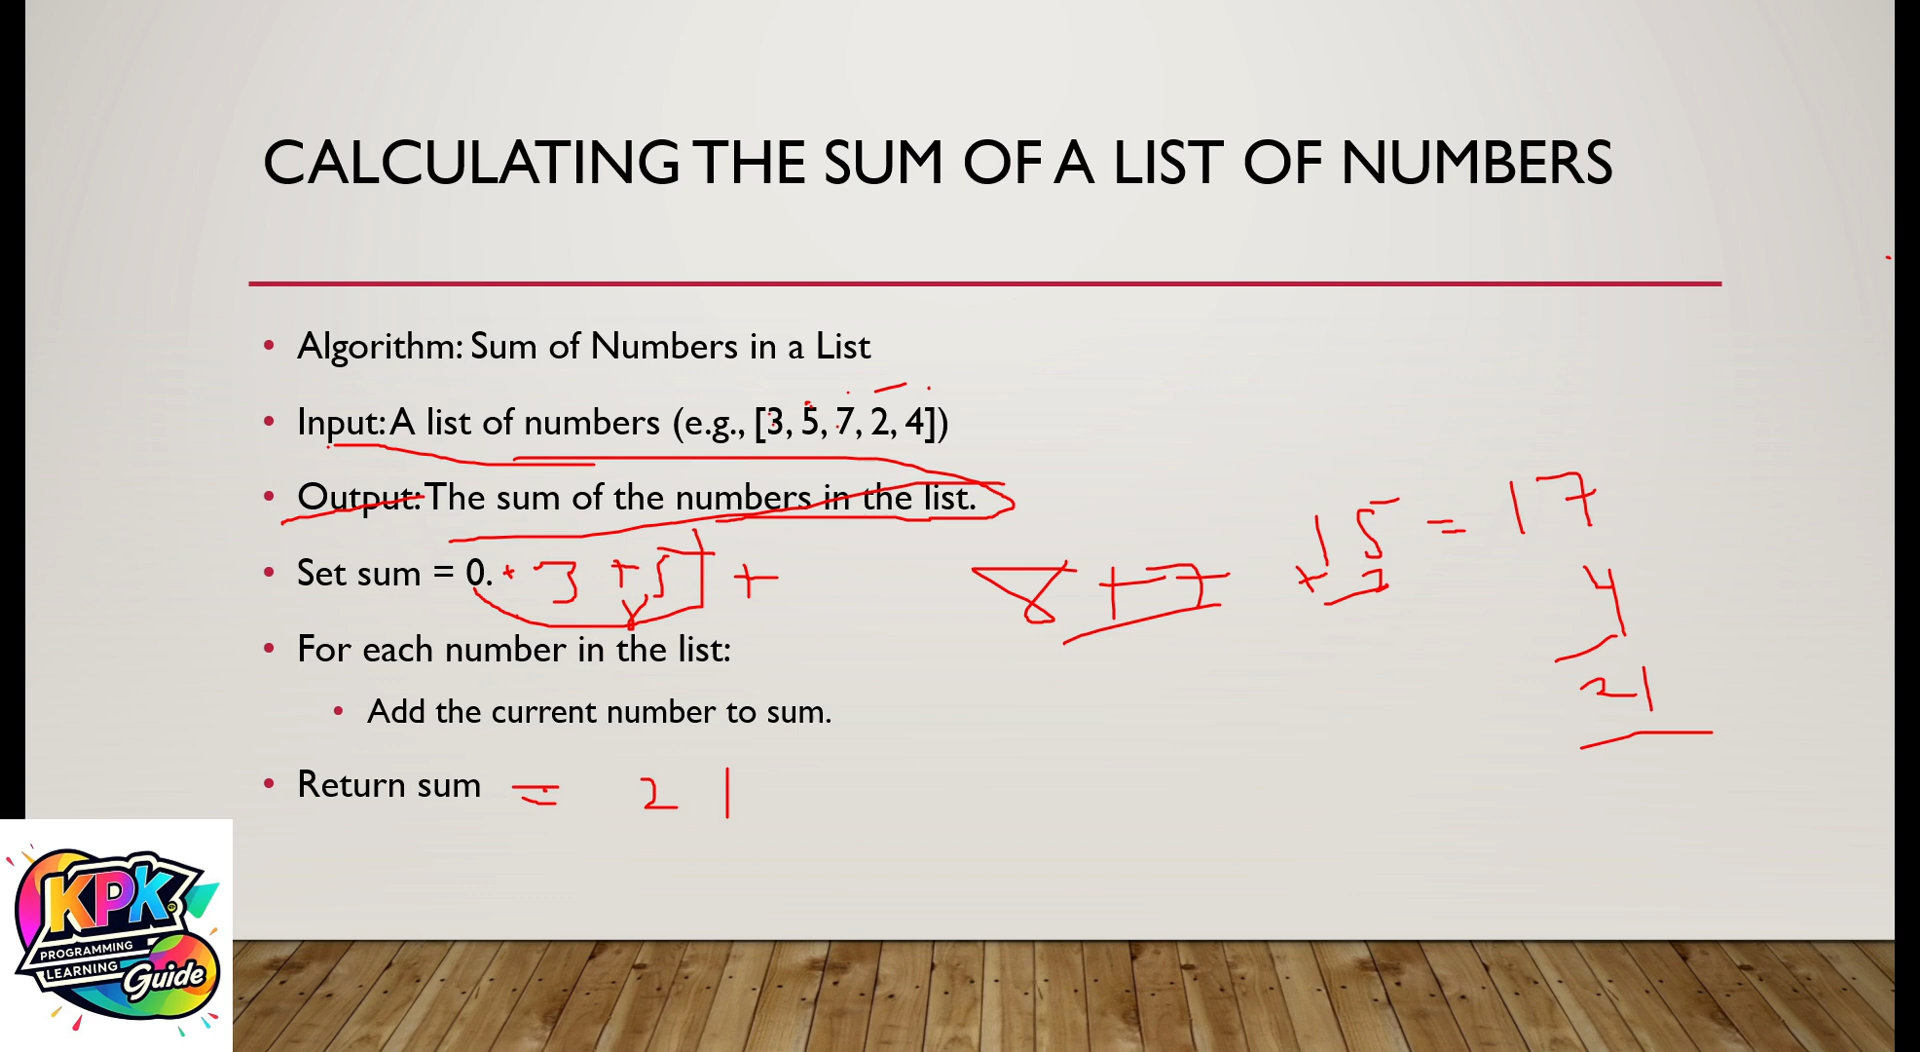 CALCULATING THE SUM OF A LIST OF NUMBERS
• Algorithm: Sum of Numbers in a List
• Input: A list of numbers (e.g., [3, 5, 7, 2, 4])
• Output: The sum of the numbers in the list.
• Set sum = 0. + 3 + 5 +
8 + 7
15 = 17
+ 2
4
21
• For each number in the list:
• Add the current number to sum.
• Return sum = 21
KPK
PROGRAMMING
LEARNING
Guide